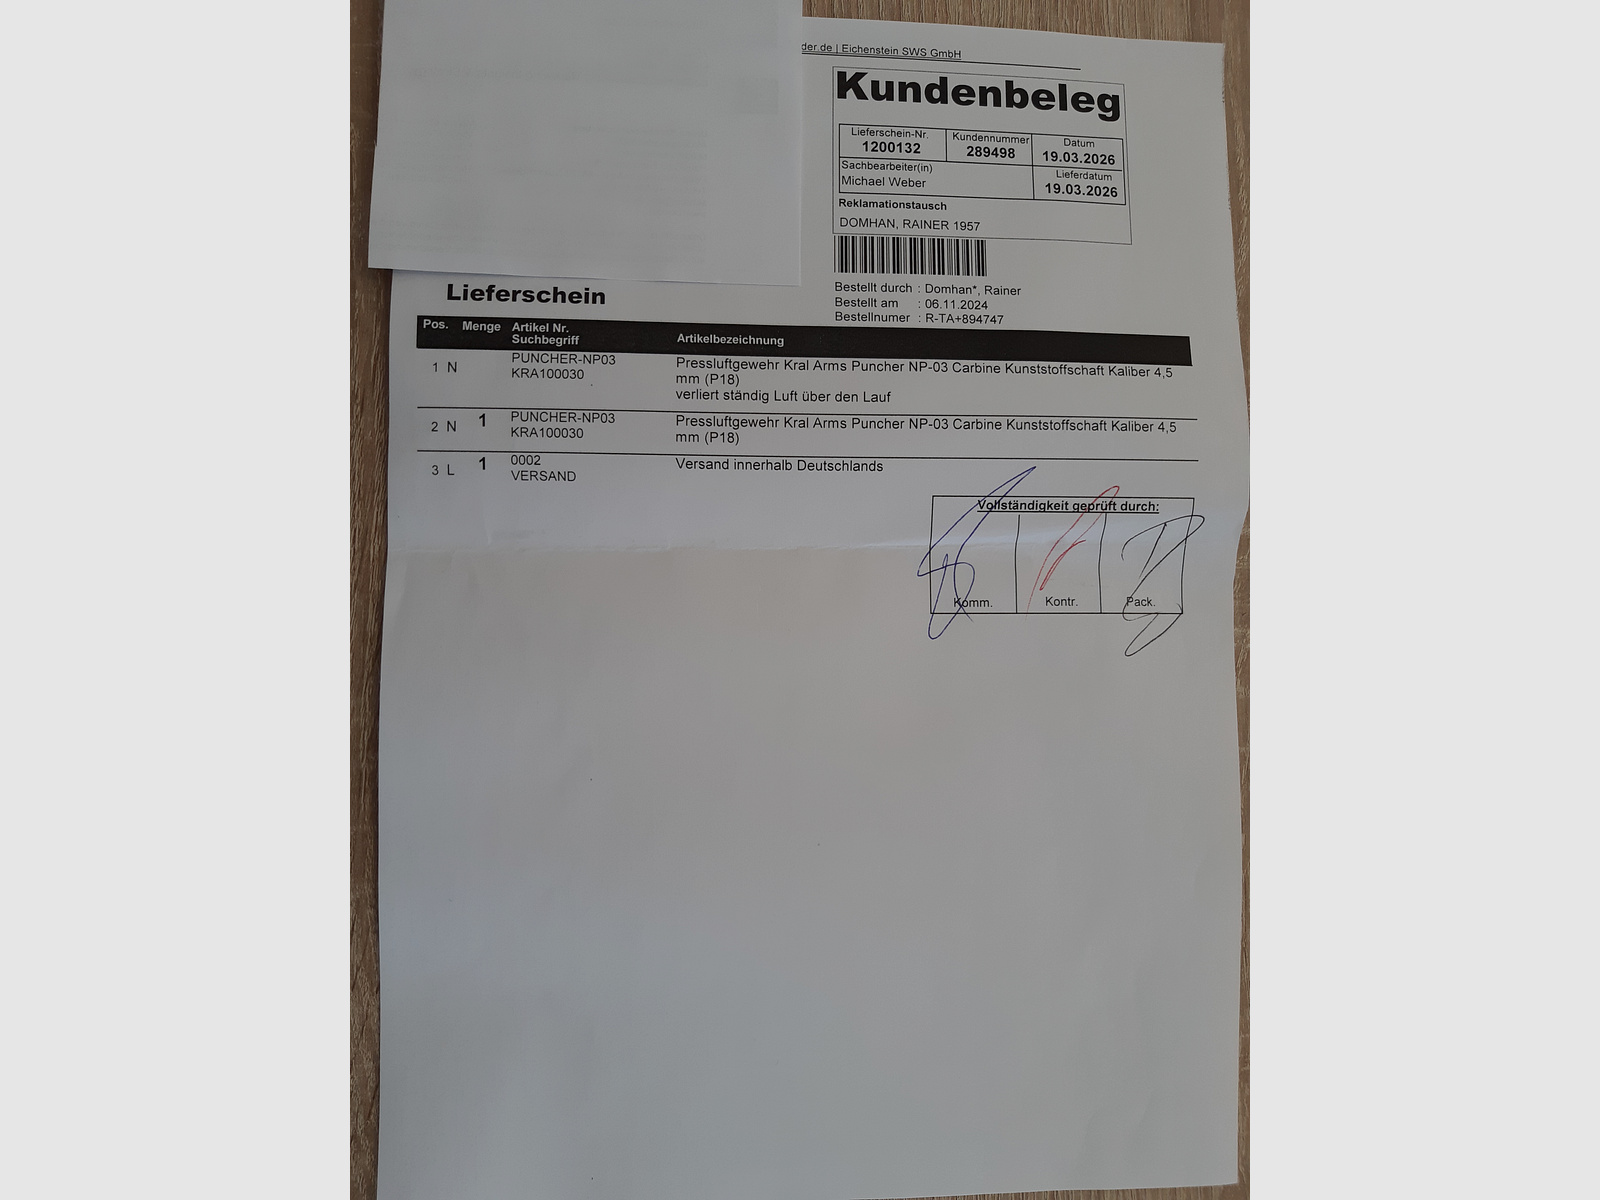 der.de | Eichenstein SWS GmbH
Kundenbeleg
Lieferschein-Nr. Kundennummer Datum
1200132 289498 19.03.2026
Sachbearbeiter(in) Lieferdatum
Michael Weber 19.03.2026
Reklamationstausch
DOMHAN, RAINER 1957
Bestellt durch : Domhan*, Rainer
Bestellt am : 06.11.2024
Bestellnumer : R-TA+894747
Lieferschein
Pos. Menge Artikel Nr.
Suchbegriff Artikelbezeichnung
1 N PUNCHER-NP03 Pressluftgewehr Kral Arms Puncher NP-03 Carbine Kunststoffschaft Kaliber 4,5
KRA100030 mm (P18)
verliert ständig Luft über den Lauf
2 N 1 PUNCHER-NP03 Pressluftgewehr Kral Arms Puncher NP-03 Carbine Kunststoffschaft Kaliber 4,5
KRA100030 mm (P18)
3 L 1 0002 Versand innerhalb Deutschlands
VERSAND
Vollständigkeit geprüft durch:
Komm. Kontr. Pack.